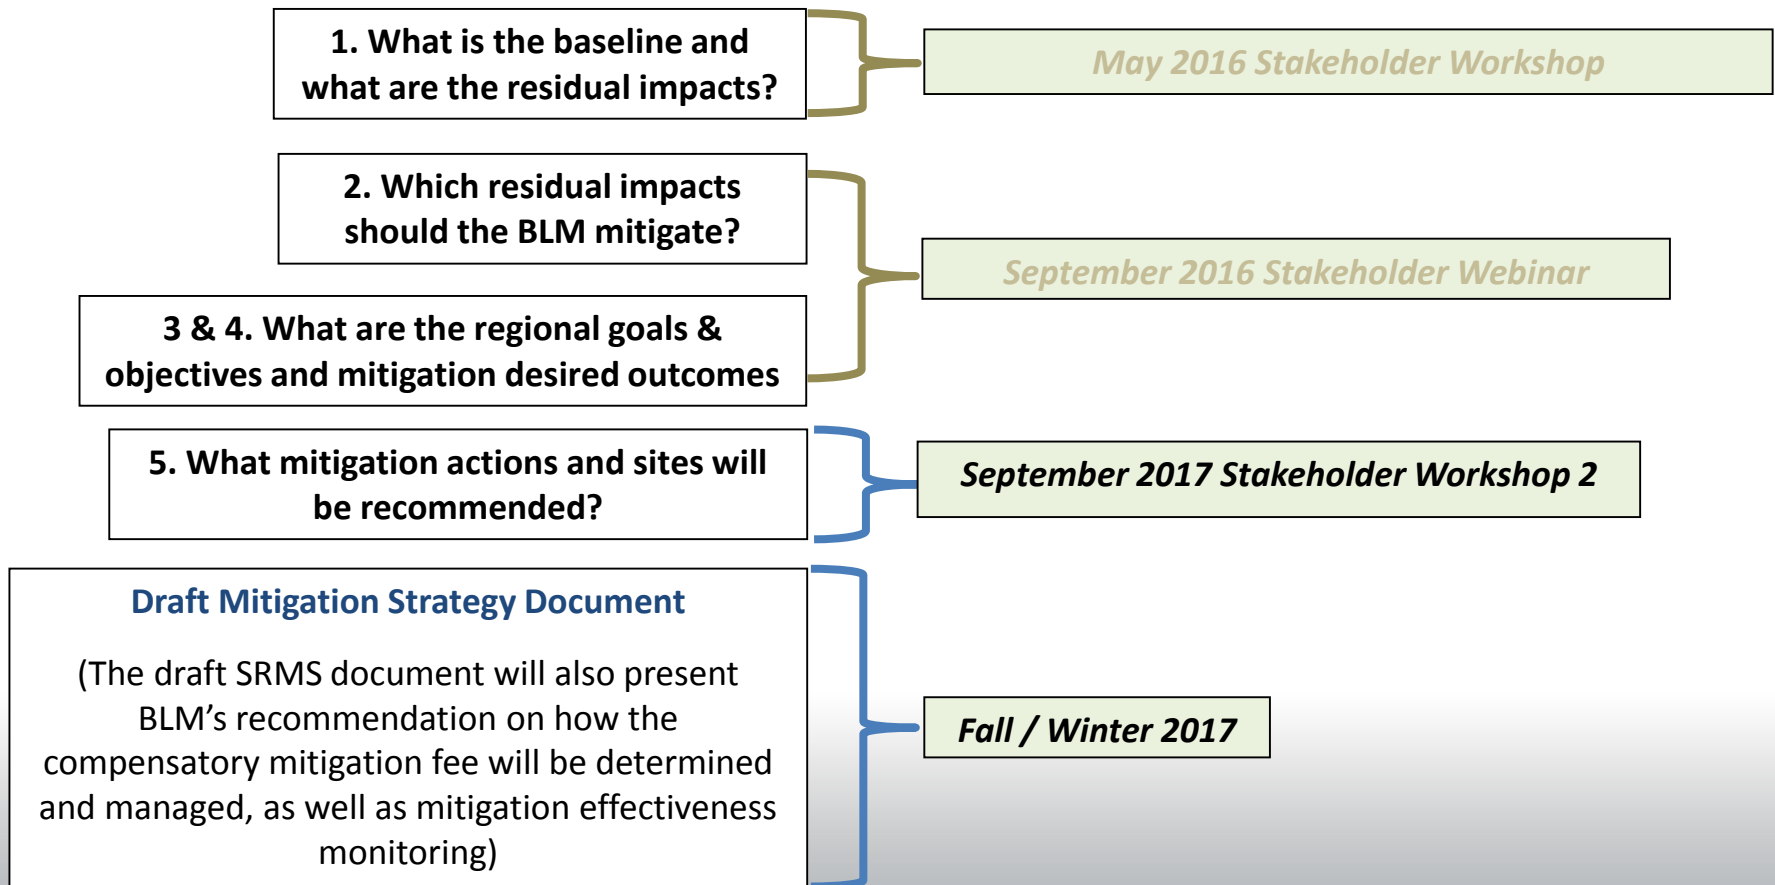 1. What is the baseline and
what are the residual impacts?
May 2016 Stakeholder Workshop
2. Which residual impacts
should the BLM mitigate?
September 2016 Stakeholder Webinar
3 & 4. What are the regional goals &
objectives and mitigation desired outcomes
5. What mitigation actions and sites will
be recommended?
September 2017 Stakeholder Workshop 2
Draft Mitigation Strategy Document
(The draft SRMS document will also present
BLM’s recommendation on how the
compensatory mitigation fee will be determined
and managed, as well as mitigation effectiveness
monitoring)
Fall / Winter 2017